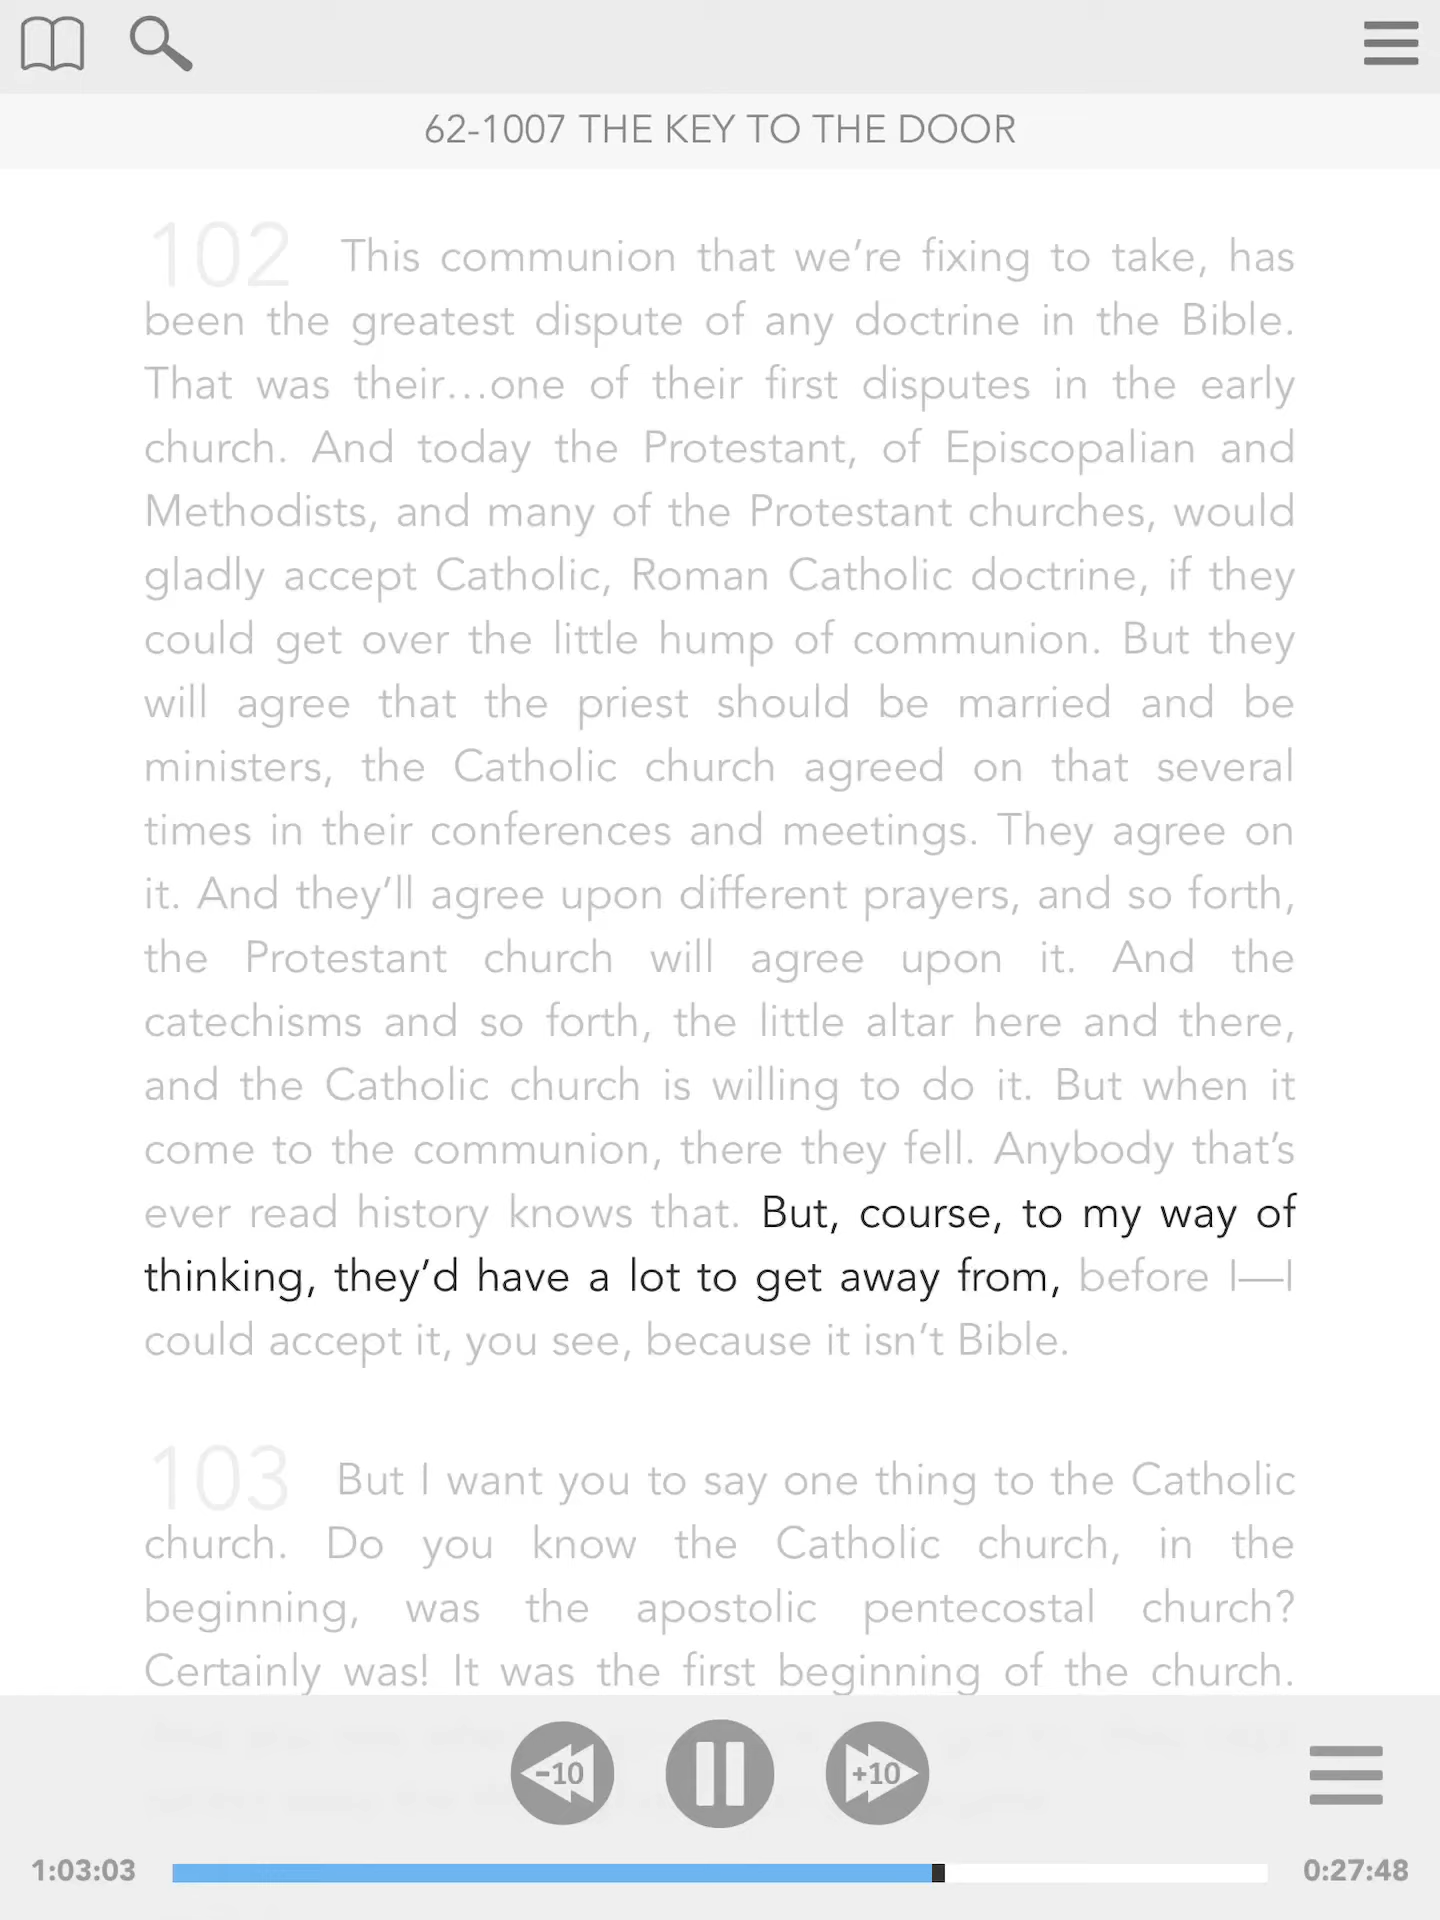 62-1007 THE KEY TO THE DOOR
102 This communion that we’re fixing to take, has
been the greatest dispute of any doctrine in the Bible.
That was their…one of their first disputes in the early
church. And today the Protestant, of Episcopalian and
Methodists, and many of the Protestant churches, would
gladly accept Catholic, Roman Catholic doctrine, if they
could get over the little hump of communion. But they
will agree that the priest should be married and be
ministers, the Catholic church agreed on that several
times in their conferences and meetings. They agree on
it. And they’ll agree upon different prayers, and so forth,
the Protestant church will agree upon it. And the
catechisms and so forth, the little altar here and there,
and the Catholic church is willing to do it. But when it
come to the communion, there they fell. Anybody that’s
ever read history knows that. But, course, to my way of
thinking, they’d have a lot to get away from, before I—I
could accept it, you see, because it isn’t Bible.
103 But I want you to say one thing to the Catholic
church. Do you know the Catholic church, in the
beginning, was the apostolic pentecostal church?
Certainly was! It was the first beginning of the church.
-10 +10
1:03:03 0:27:48